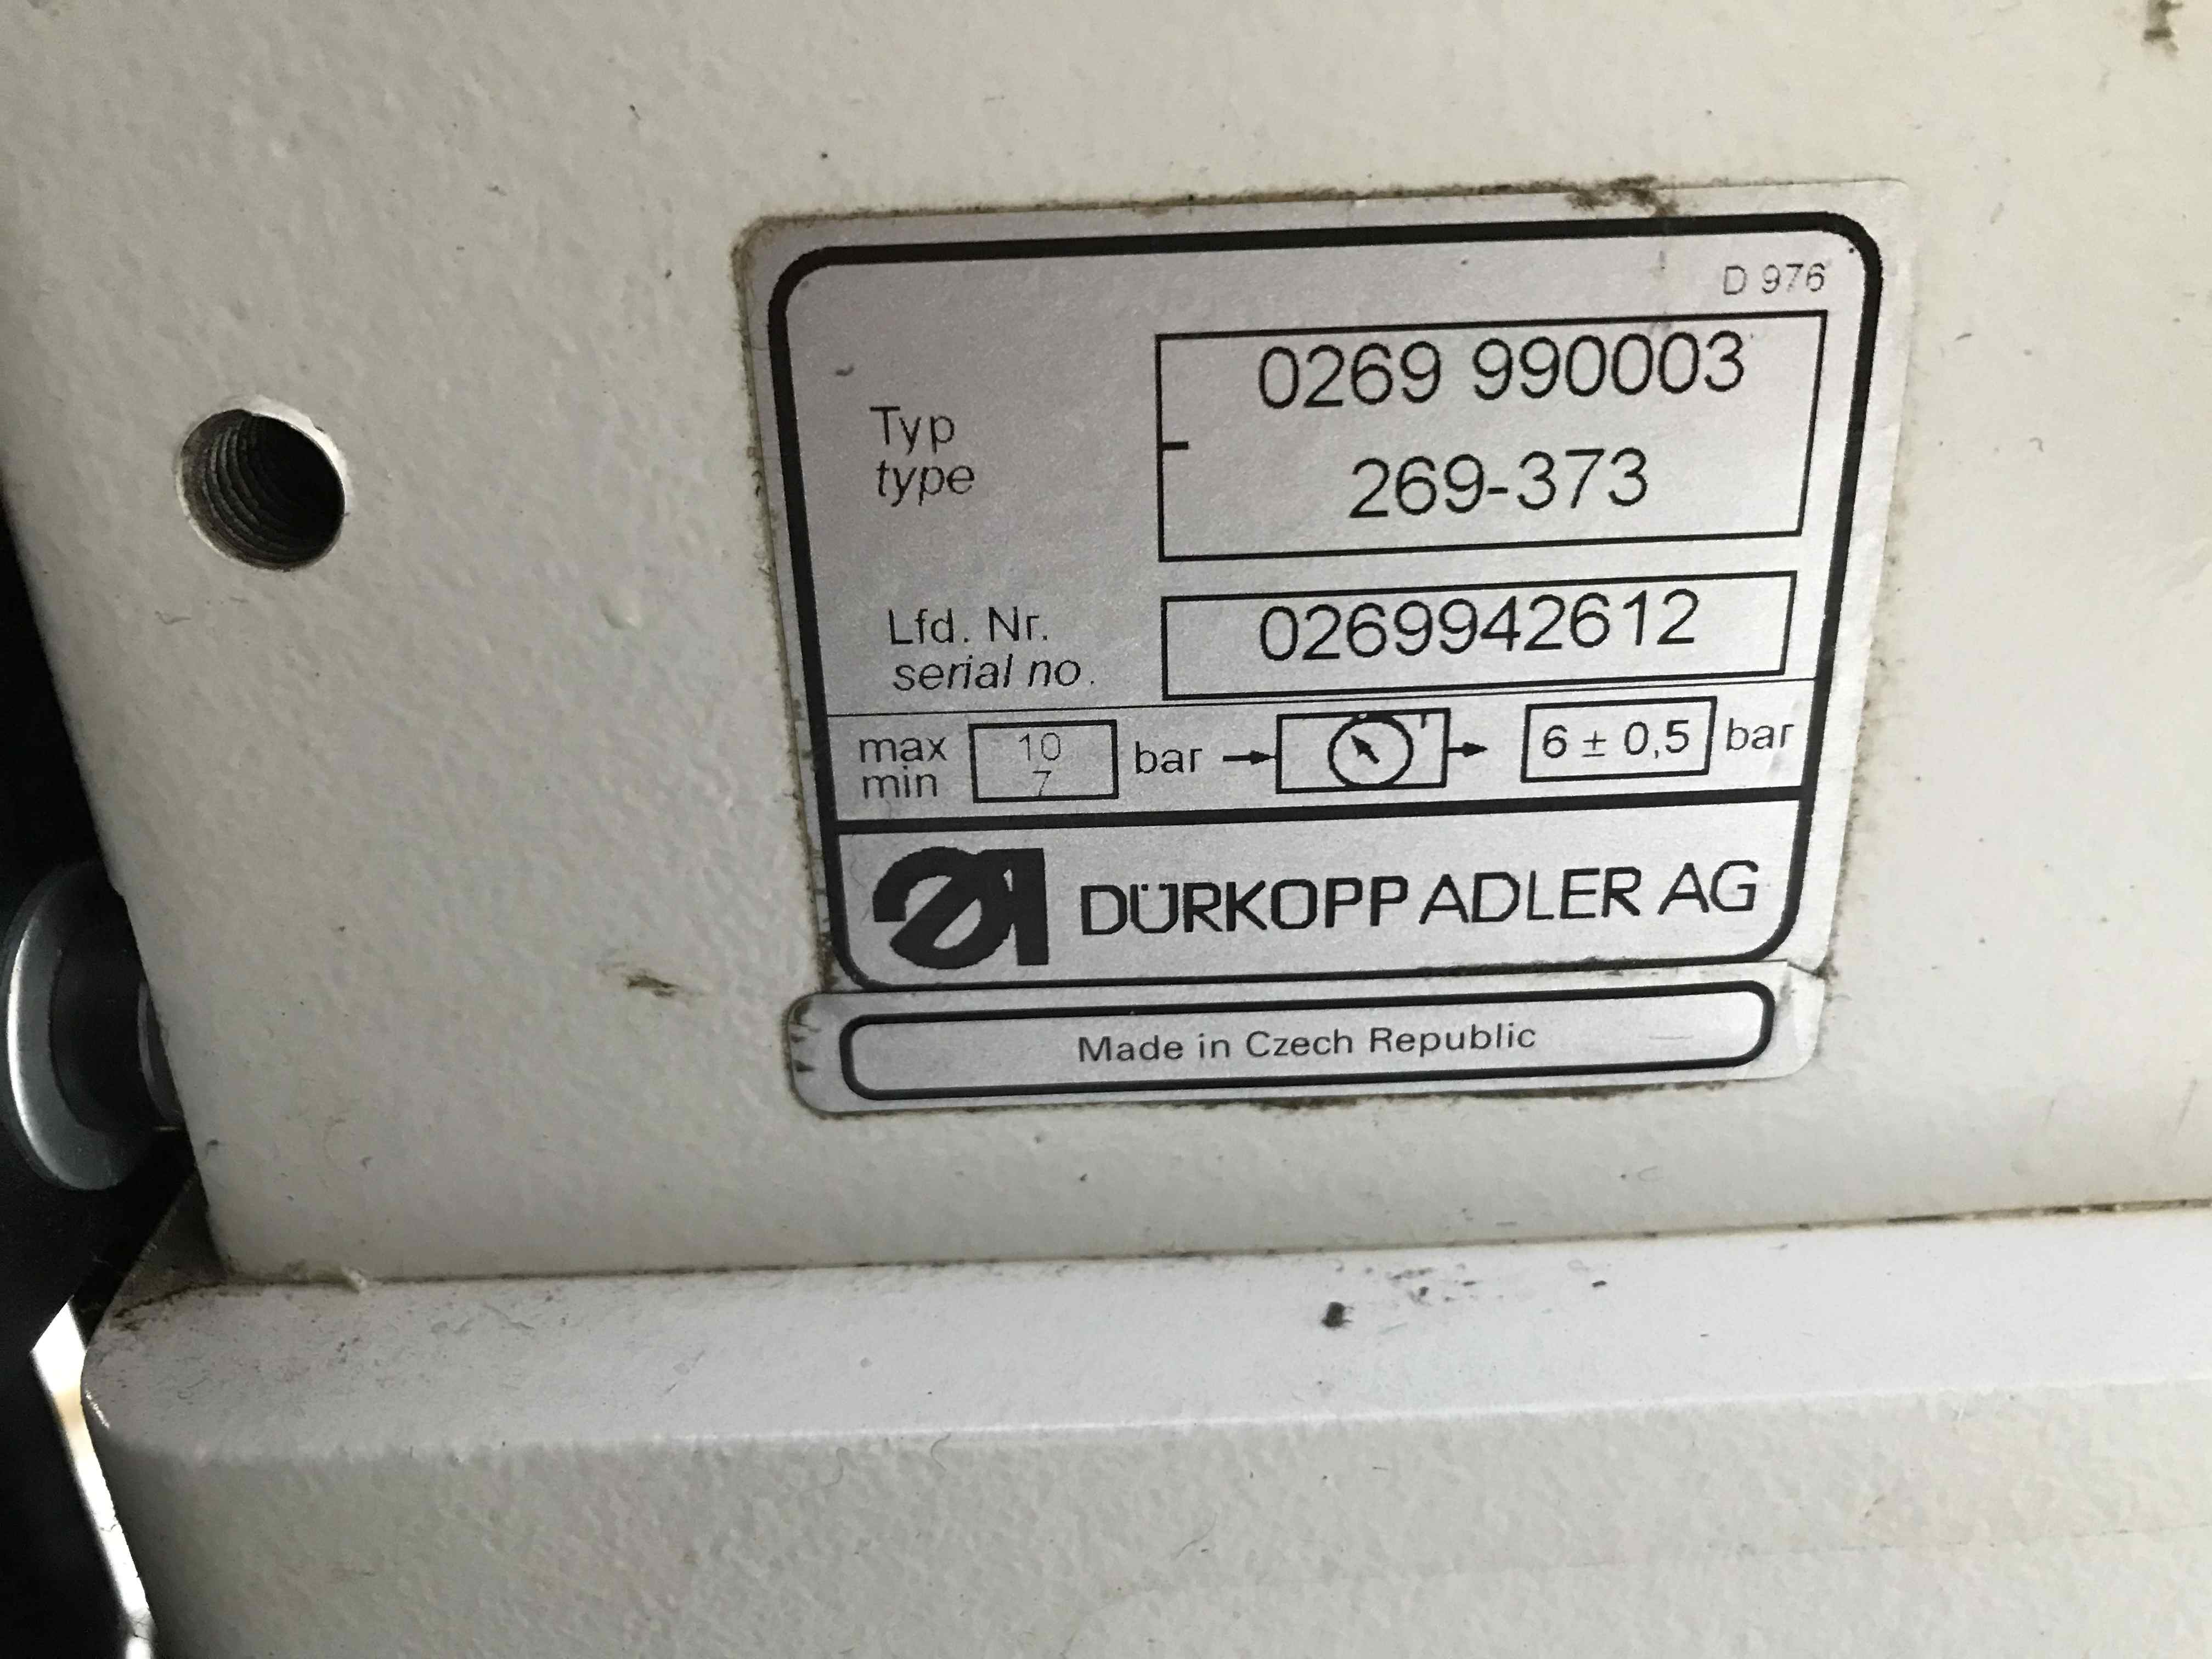 D 976
Typ
type
0269 990003
269-373
Lfd. Nr.
serial no.
0269942612
max
min
10
7
bar
6 ± 0,5
bar
DÜRKOPP ADLER AG
Made in Czech Republic